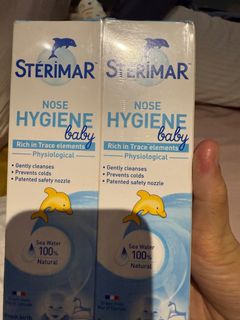 STERIMAR
NOSE
HYGIENE
baby
Rich in Trace elements
Physiological
• Gently cleanses
• Prevents colds
• Patented safety nozzle
Sea Water
100%
Natural
STERIMAR
NOSE
HYGIENE
baby
Rich in Trace elements
Physiological
• Gently cleanses
• Prevents colds
• Patented safety nozzle
Sea Water
100%
Natural